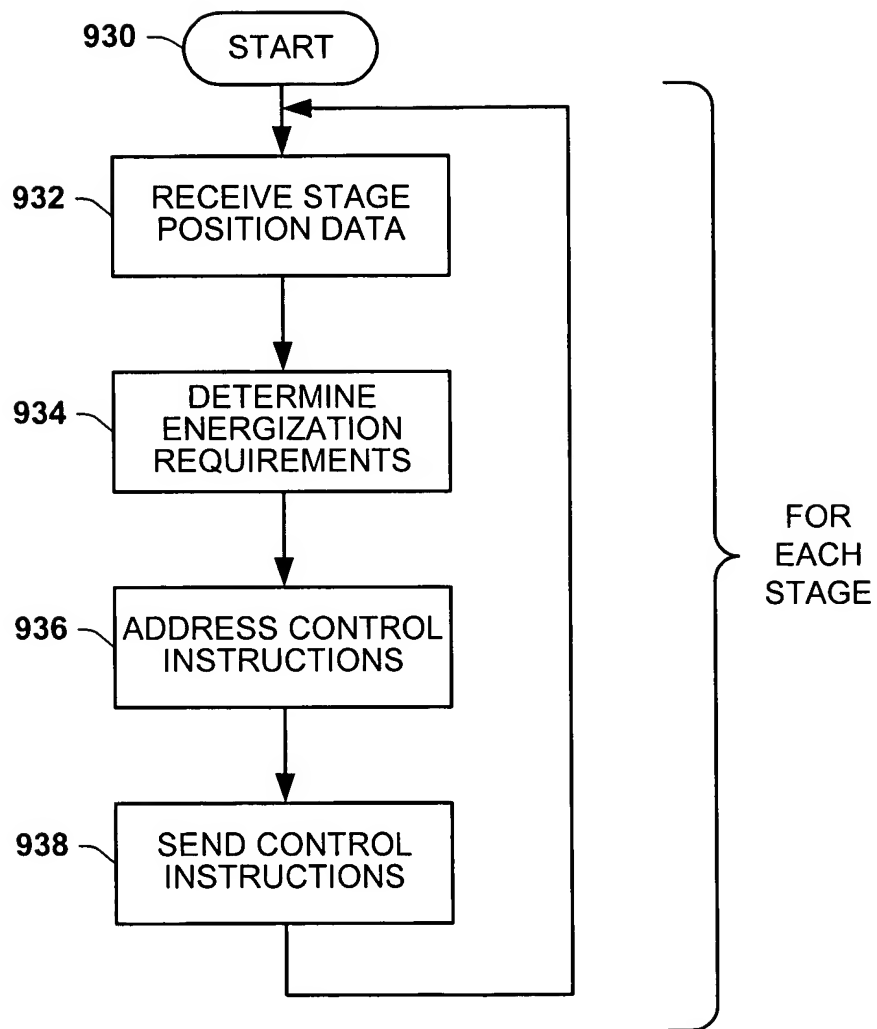 930
START
932
RECEIVE STAGE
POSITION DATA
934
DETERMINE
ENERGIZATION
REQUIREMENTS
FOR
EACH
STAGE
936
ADDRESS CONTROL
INSTRUCTIONS
938
SEND CONTROL
INSTRUCTIONS